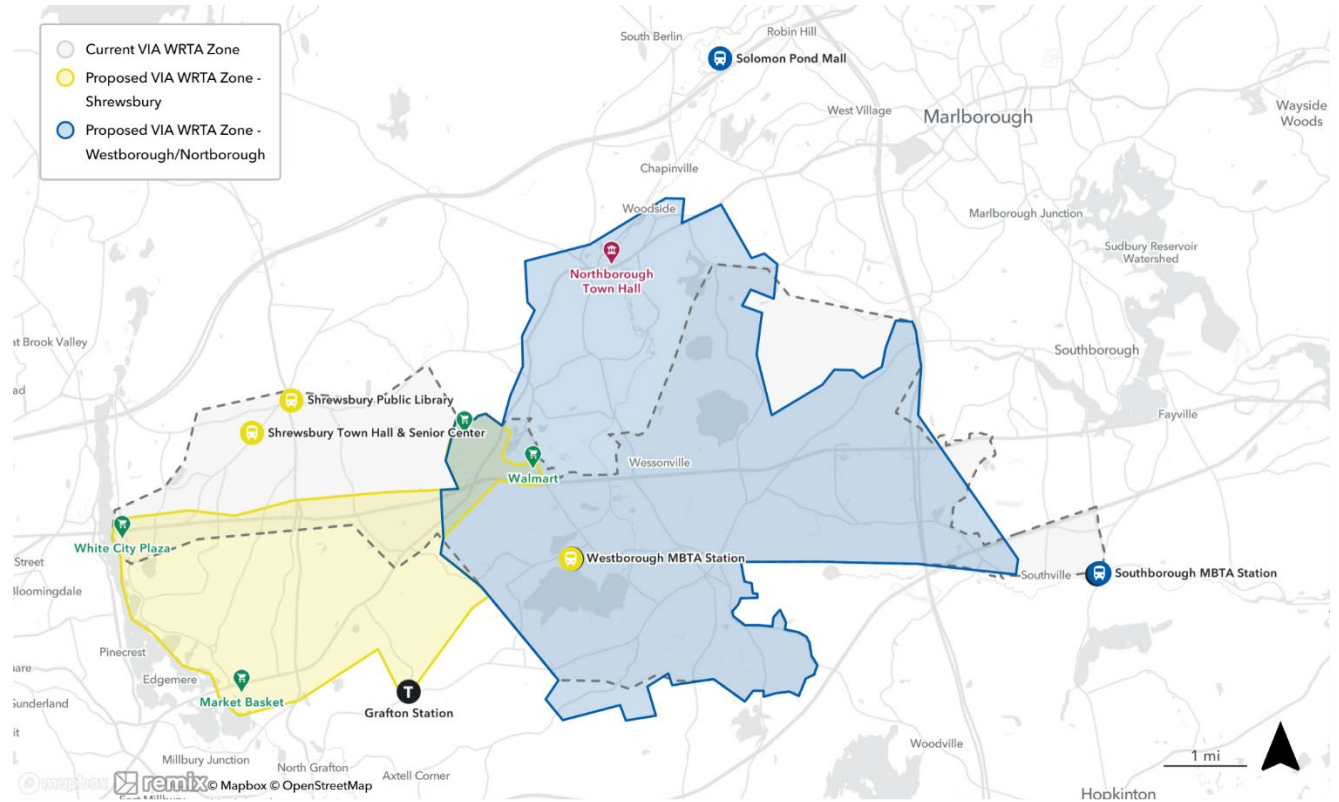 Current VIA WRTA Zone
Proposed VIA WRTA Zone -
Shrewsbury
Proposed VIA WRTA Zone -
Westborough/Nortborough
South Berlin
Robin Hill
Solomon Pond Mall
West Village
Marlborough
Wayside
Woods
Chapinville
Woodside
Marlborough Junction
Sudbury Reservoir
Watershed
Northborough
Town Hall
Brook Valley
Southborough
Shrewsbury Public Library
Fayville
Shrewsbury Town Hall & Senior Center
Wessonville
Walmart
White City Plaza
Street
Westborough MBTA Station
Southville
Southborough MBTA Station
Bloomingdale
Pinecrest
Edgemere
Market Basket
Sunderland
Grafton Station
T
Woodville
1 mi
Millbury Junction
North Grafton
Axtell Corner
mapbox remix © Mapbox © OpenStreetMap
Hopkinton